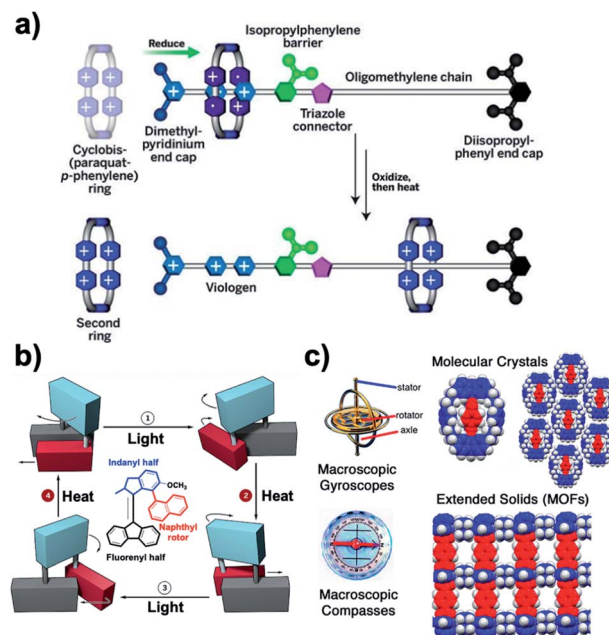 a)
Reduce
Isopropylphenylene
barrier
Oligomethylene chain
Cyclobis-
(paraquat-
p-phenylene)
ring
Dimethyl-
pyridinium
end cap
Triazole
connector
Diisopropyl-
phenyl end cap
Oxidize,
then heat
Second
ring
Viologen
b)
1
Light
4
Heat
Indanyl half
OCH3
Naphthyl
rotor
Fluorenyl half
2
Heat
3
Light
c)
Molecular Crystals
stator
rotator
axle
Macroscopic
Gyroscopes
Extended Solids (MOFs)
Macroscopic
Compasses